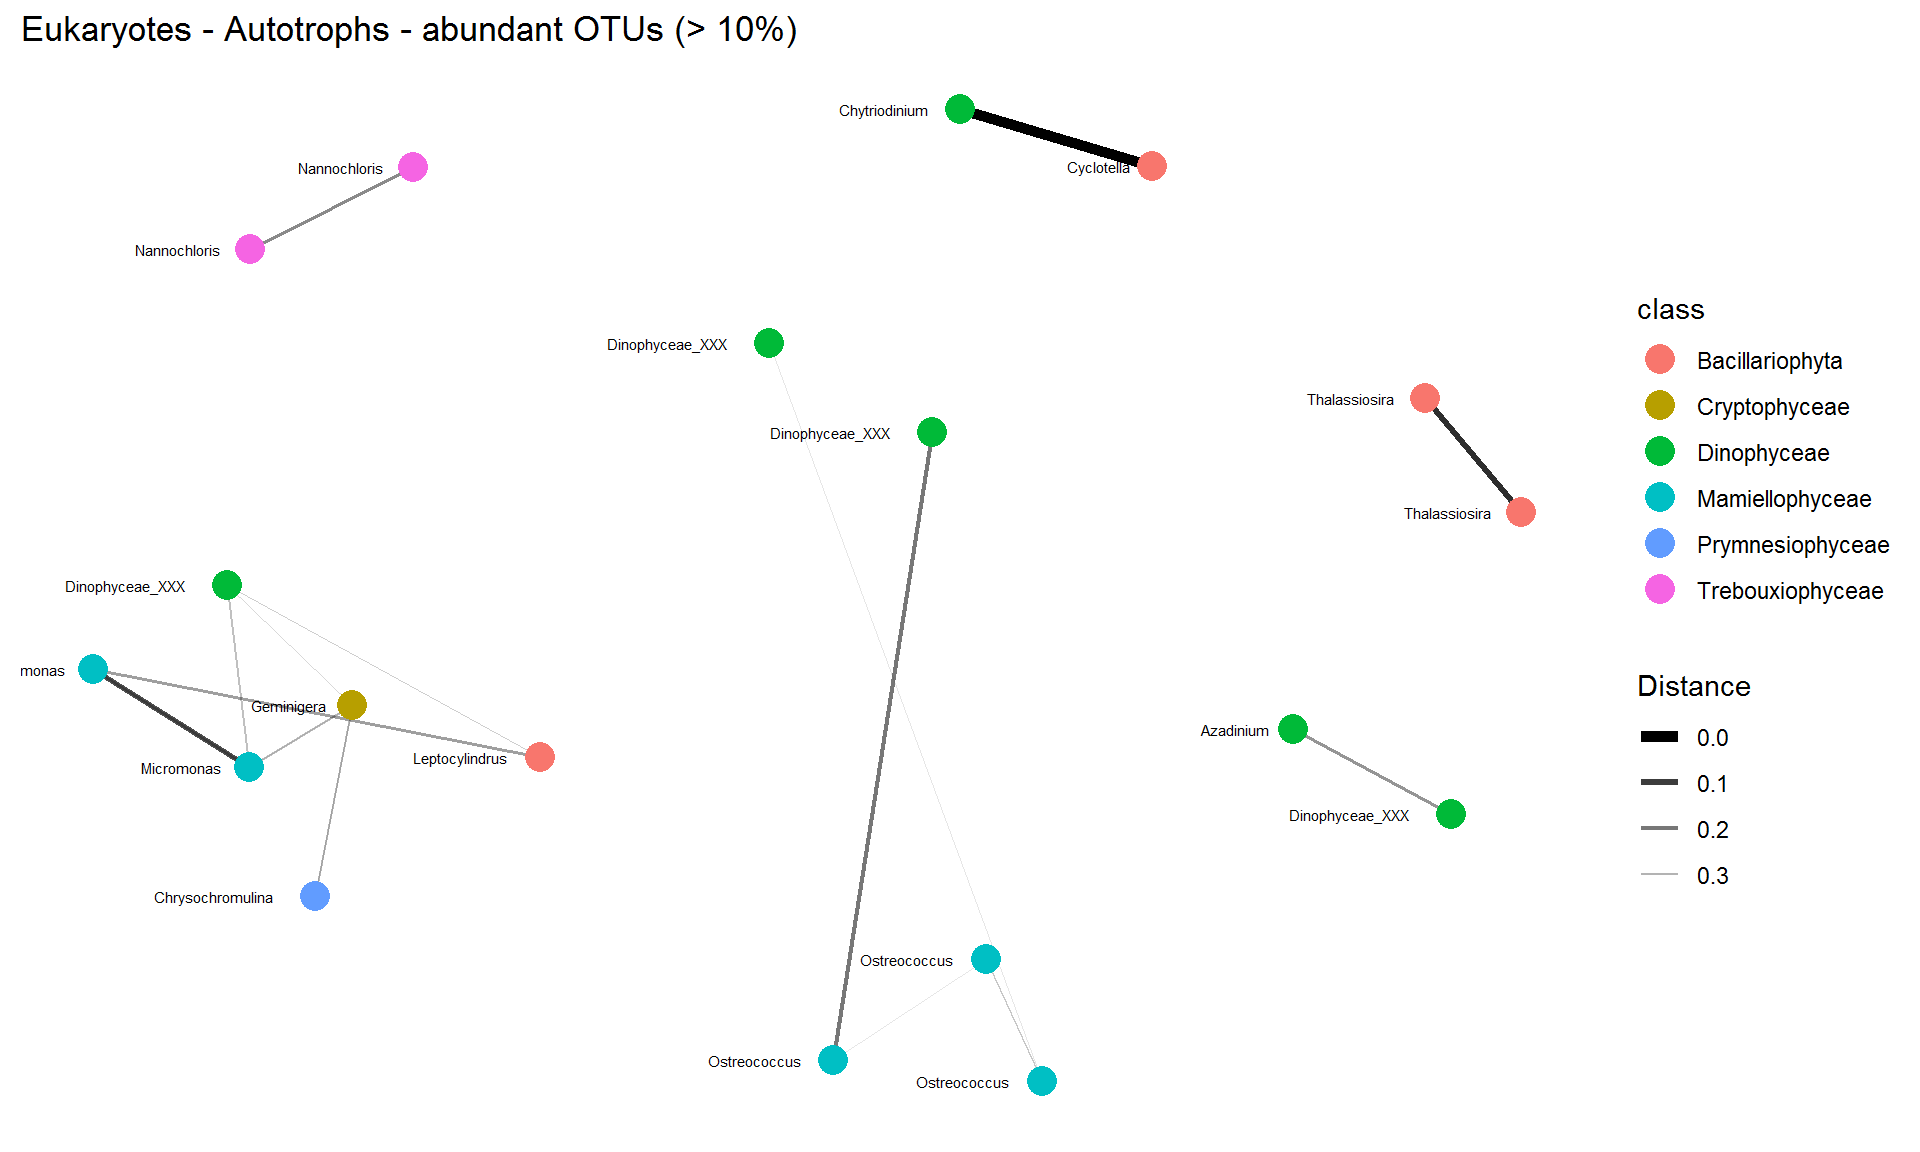 Eukaryotes - Autotrophs - abundant OTUs (> 10%)
Chytriodinium
Cyclotella
Nannochloris
Nannochloris
Dinophyceae_XXX
Dinophyceae_XXX
Thalassiosira
Thalassiosira
Dinophyceae_XXX
monas
Geminigera
Micromonas
Leptocylindrus
Chrysochromulina
Azadinium
Dinophyceae_XXX
Ostreococcus
Ostreococcus
Ostreococcus
class
Bacillariophyta
Cryptophyceae
Dinophyceae
Mamiellophyceae
Prymnesiophyceae
Trebouxiophyceae
Distance
0.0
0.1
0.2
0.3